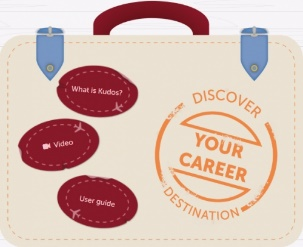 What is Kudos?
Video
User guide
DISCOVER
YOUR
CAREER
DESTINATION